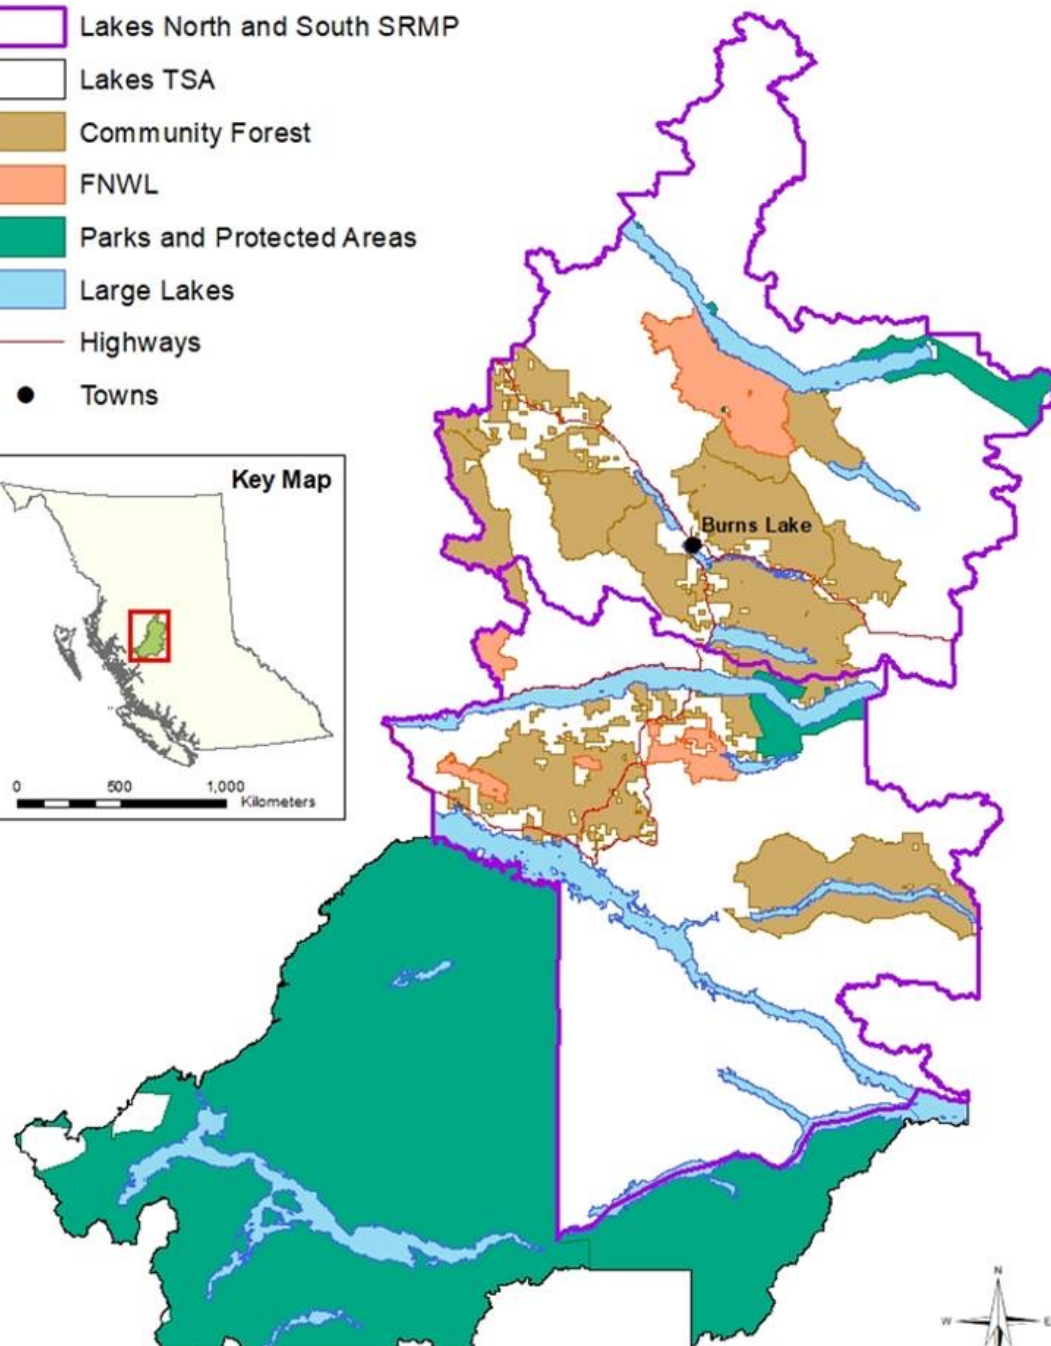 Lakes North and South SRMP
Lakes TSA
Community Forest
FNWL
Parks and Protected Areas
Large Lakes
Highways
Towns
Key Map
0 500 1,000
Kilometers
Burns Lake
N
W E